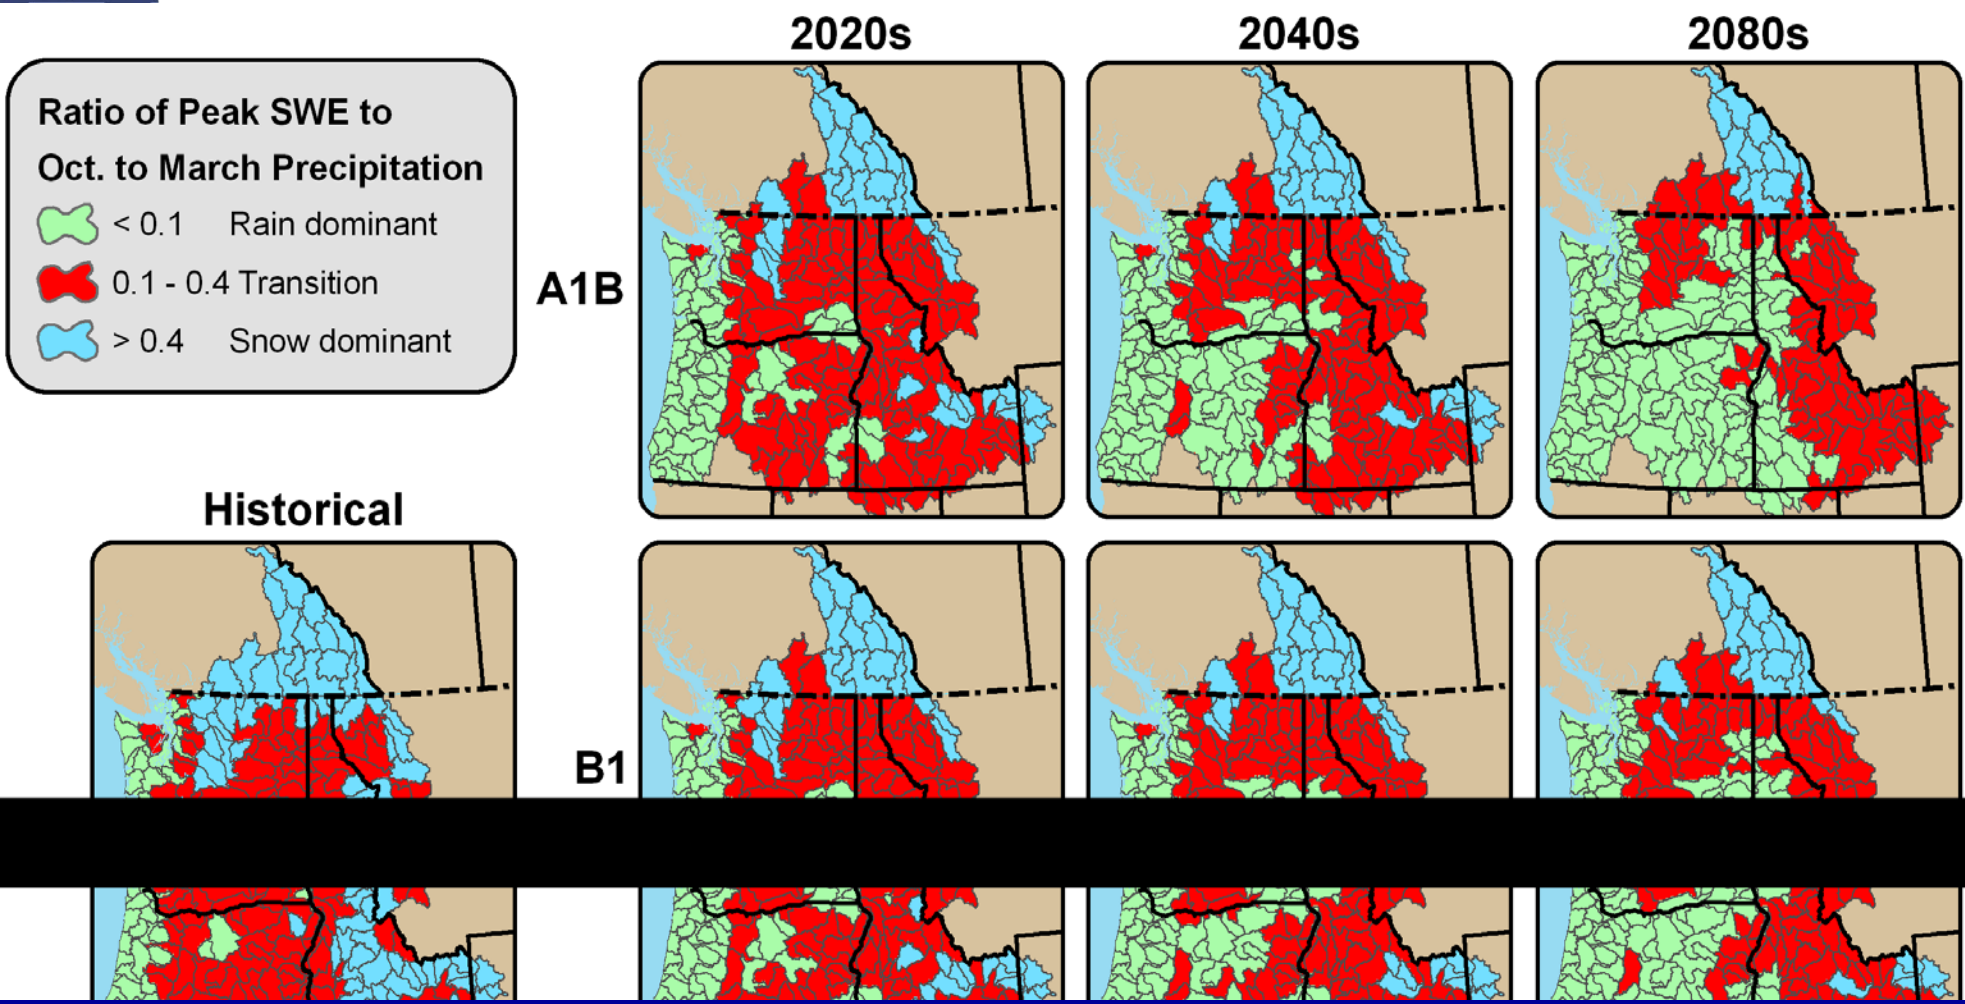 2020s
2040s
2080s
Ratio of Peak SWE to
Oct. to March Precipitation
< 0.1 Rain dominant
0.1 - 0.4 Transition
> 0.4 Snow dominant
A1B
Historical
B1